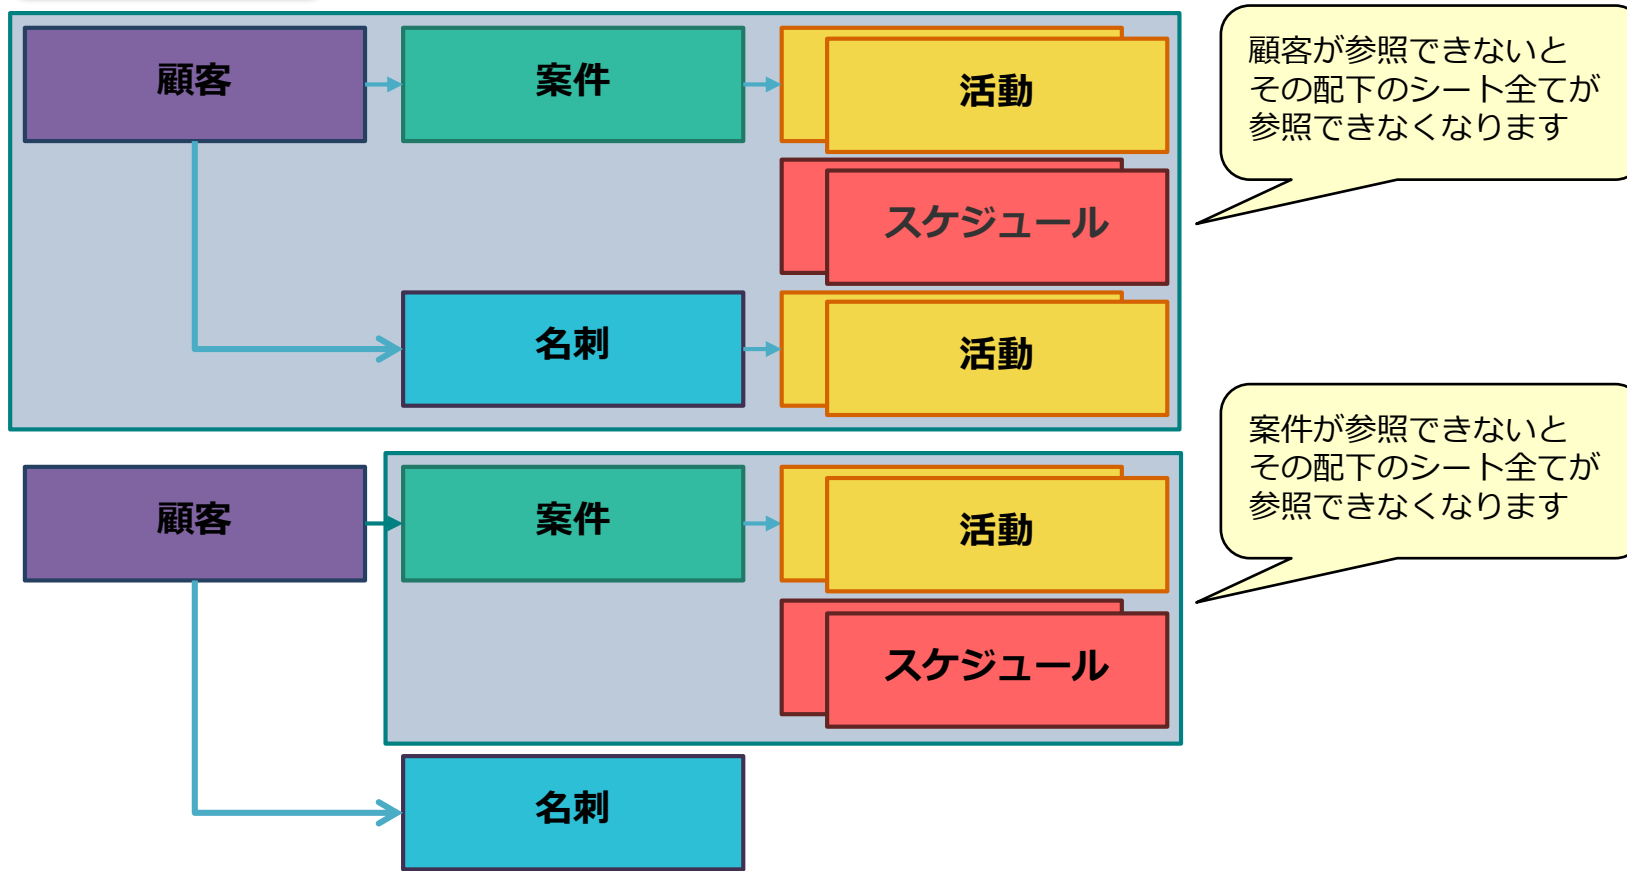 顧客
案件
活動
スケジュール
名刺
活動
顧客が参照できないと
その配下のシート全てが
参照できなくなります
顧客
案件
活動
スケジュール
名刺
案件が参照できないと
その配下のシート全てが
参照できなくなります